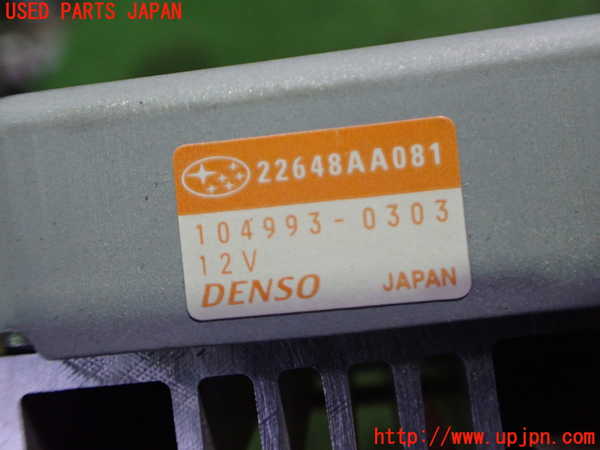 USED PARTS JAPAN
22648AA081
104993-0303
12V
DENSO JAPAN
http://www.upjpn.com/